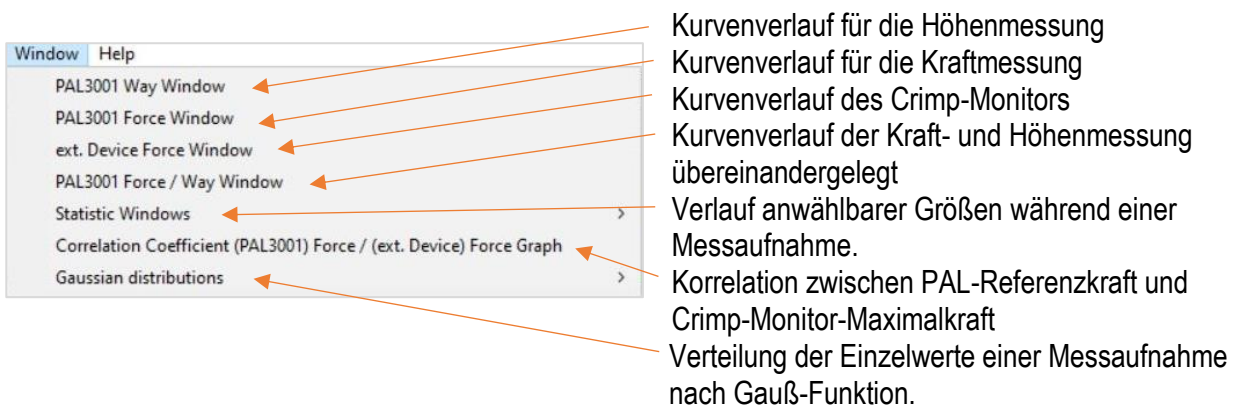 Window Help
PAL3001 Way Window
PAL3001 Force Window
ext. Device Force Window
PAL3001 Force / Way Window
Statistic Windows
Correlation Coefficient (PAL3001) Force / (ext. Device) Force Graph
Gaussian distributions
Kurvenverlauf für die Höhenmessung
Kurvenverlauf für die Kraftmessung
Kurvenverlauf des Crimp-Monitors
Kurvenverlauf der Kraft- und Höhenmessung
übereinandergelegt
Verlauf anwählbarer Größen während einer
Messaufnahme.
Korrelation zwischen PAL-Referenzkraft und
Crimp-Monitor-Maximalkraft
Verteilung der Einzelwerte einer Messaufnahme
nach Gauß-Funktion.